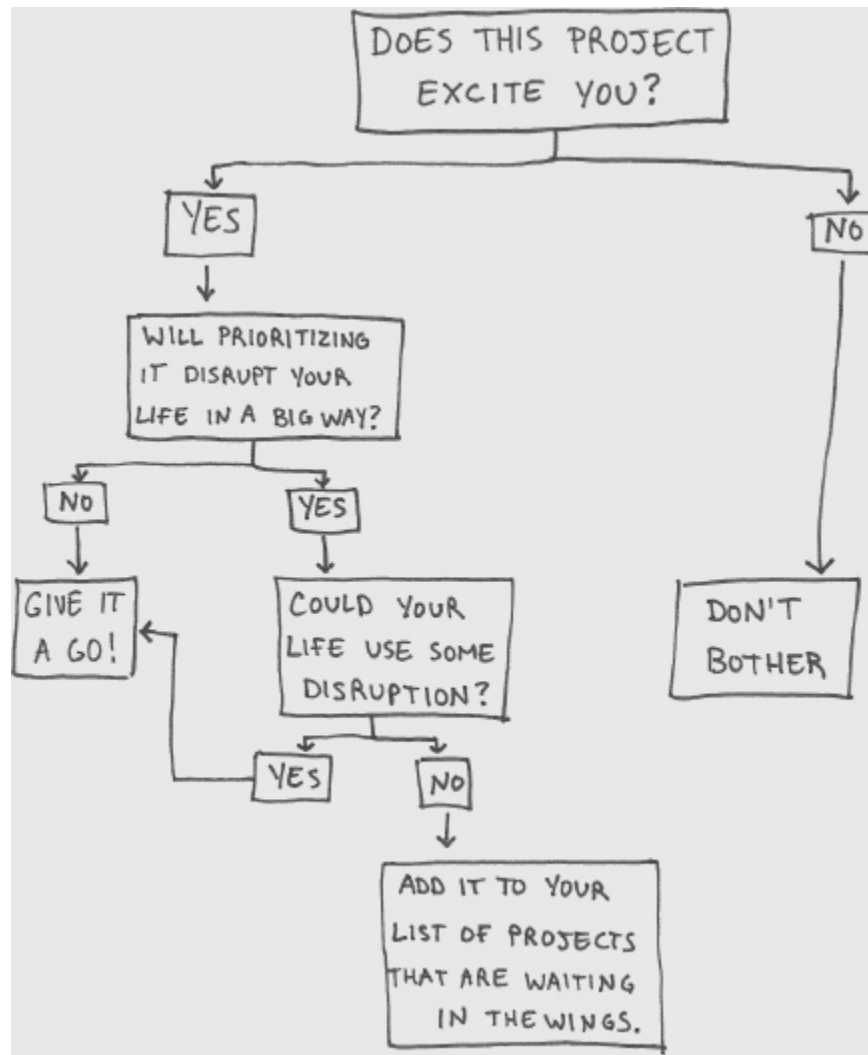 DOES THIS PROJECT
EXCITE YOU?
YES
NO
WILL PRIORITIZING
IT DISRUPT YOUR
LIFE IN A BIG WAY?
NO
YES
GIVE IT
A GO!
COULD YOUR
LIFE USE SOME
DISRUPTION?
DON'T
BOTHER
YES
NO
ADD IT TO YOUR
LIST OF PROJECTS
THAT ARE WAITING
IN THE WINGS.